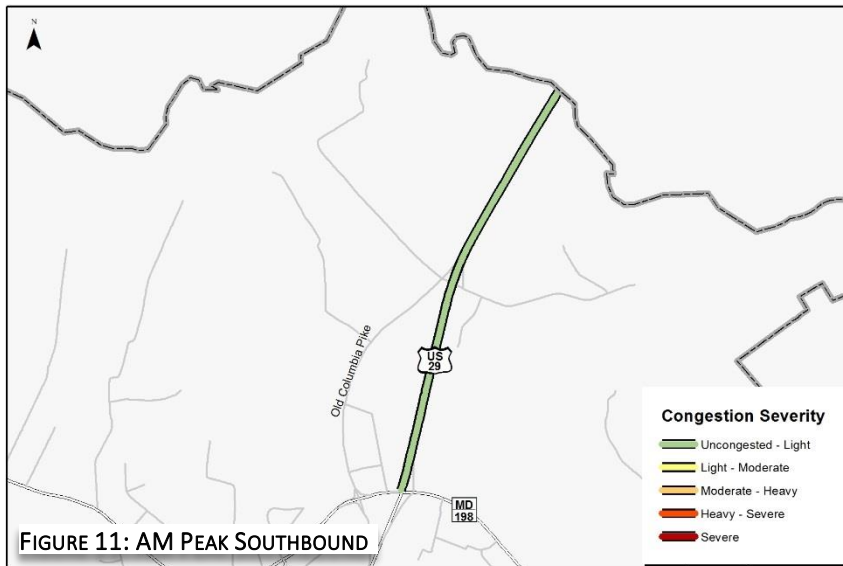 N
Old Columbia Pike
US
29
MD
198
Congestion Severity
Uncongested - Light
Light - Moderate
Moderate - Heavy
Heavy - Severe
Severe
FIGURE 11: AM PEAK SOUTHBOUND